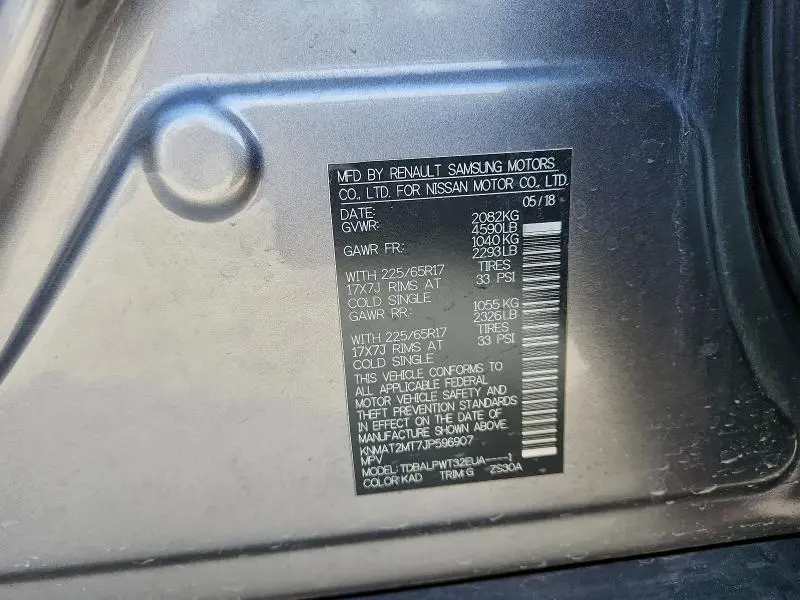 MFD BY RENAULT SAMSUNG MOTORS
CO., LTD. FOR NISSAN MOTOR CO., LTD.
DATE: 05/18
GVWR: 2082KG
4590LB
GAWR FR: 1040KG
2293LB
WITH 225/65R17 TIRES
17X7J RIMS AT 33 PSI
COLD SINGLE
GAWR RR: 1055KG
2326LB
WITH 225/65R17 TIRES
17X7J RIMS AT 33 PSI
COLD SINGLE
THIS VEHICLE CONFORMS TO
ALL APPLICABLE FEDERAL
MOTOR VEHICLE SAFETY AND
THEFT PREVENTION STANDARDS
IN EFFECT ON THE DATE OF
MANUFACTURE SHOWN ABOVE.
KNMAT2MT7JP596907
MPV
MODEL: TDBALPWT32EUA----1
COLOR:KAD TRIM:G ZS30A